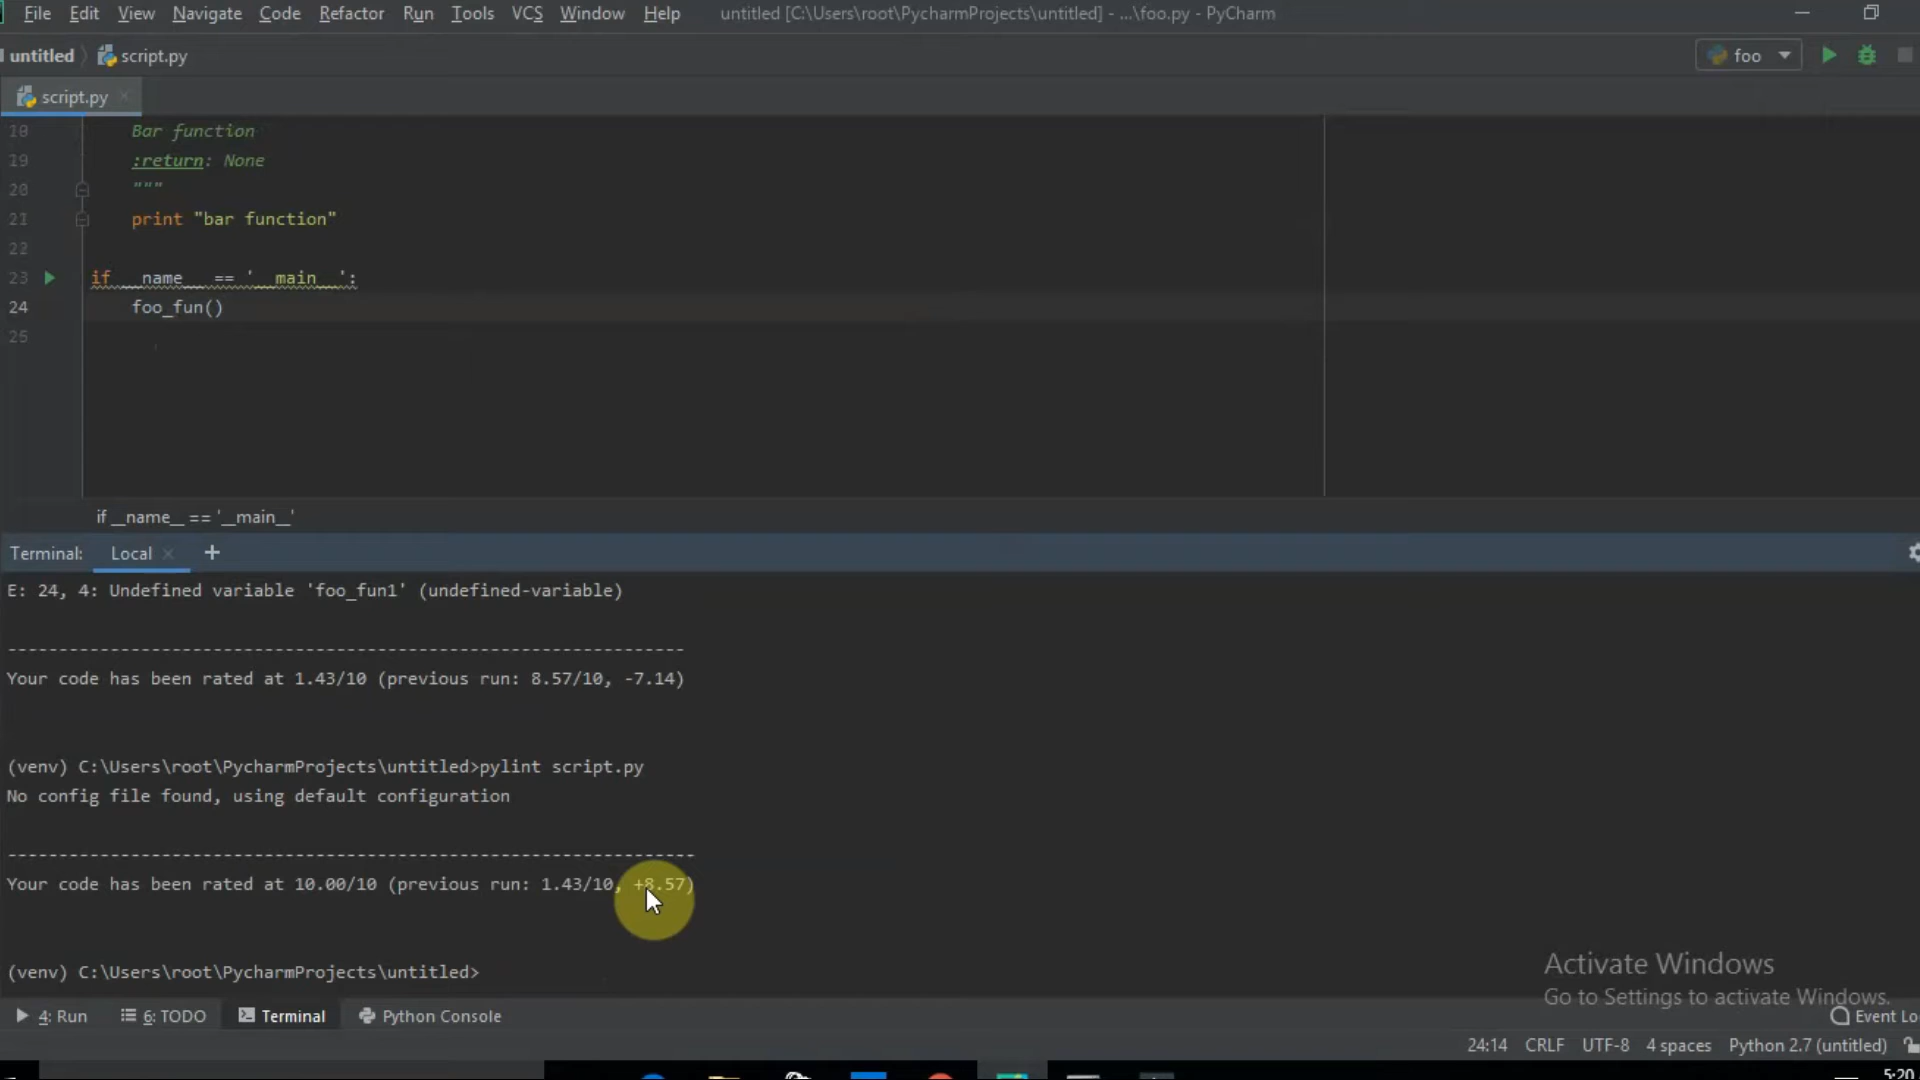 File Edit View Navigate Code Refactor Run Tools VCS Window Help untitled [C:\Users\root\PycharmProjects\untitled] - ...\foo.py - PyCharm
untitled script.py foo
script.py
18 Bar function
19 :return: None
20 """
21 print "bar function"
22
23 if __name__ == '__main__':
24 foo_fun()
25
if __name__ == '__main__'
Terminal: Local +
E: 24, 4: Undefined variable 'foo_fun1' (undefined-variable)
------------------------------------------------------------------
Your code has been rated at 1.43/10 (previous run: 8.57/10, -7.14)
(venv) C:\Users\root\PycharmProjects\untitled>pylint script.py
No config file found, using default configuration
-------------------------------------------------------------------
Your code has been rated at 10.00/10 (previous run: 1.43/10, +8.57)
(venv) C:\Users\root\PycharmProjects\untitled>
Activate Windows
Go to Settings to activate Windows.
4: Run 6: TODO Terminal Python Console Event Lo
24:14 CRLF UTF-8 4 spaces Python 2.7 (untitled)
5:20